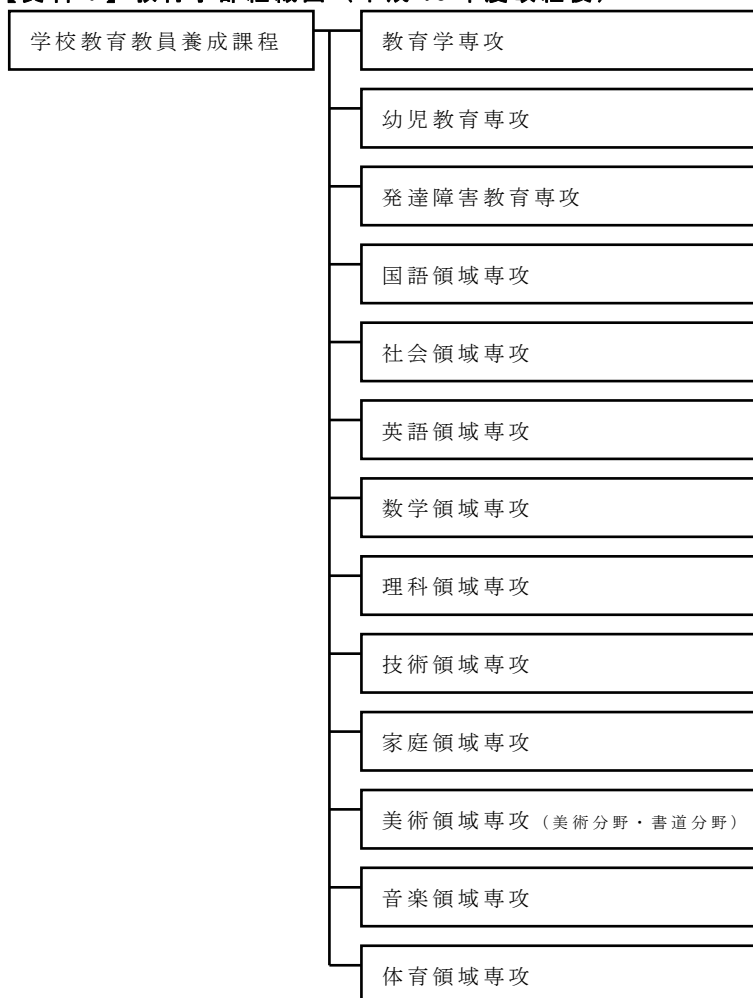 学校教育教員養成課程
教育学専攻
幼児教育専攻
発達障害教育専攻
国語領域専攻
社会領域専攻
英語領域専攻
数学領域専攻
理科領域専攻
技術領域専攻
家庭領域専攻
美術領域専攻（美術分野・書道分野）
音楽領域専攻
体育領域専攻